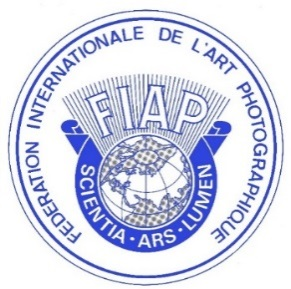 FEDERATION INTERNATIONALE DE L'ART PHOTOGRAPHIQUE
FIAP
SCIENTIA · ARS · LUMEN